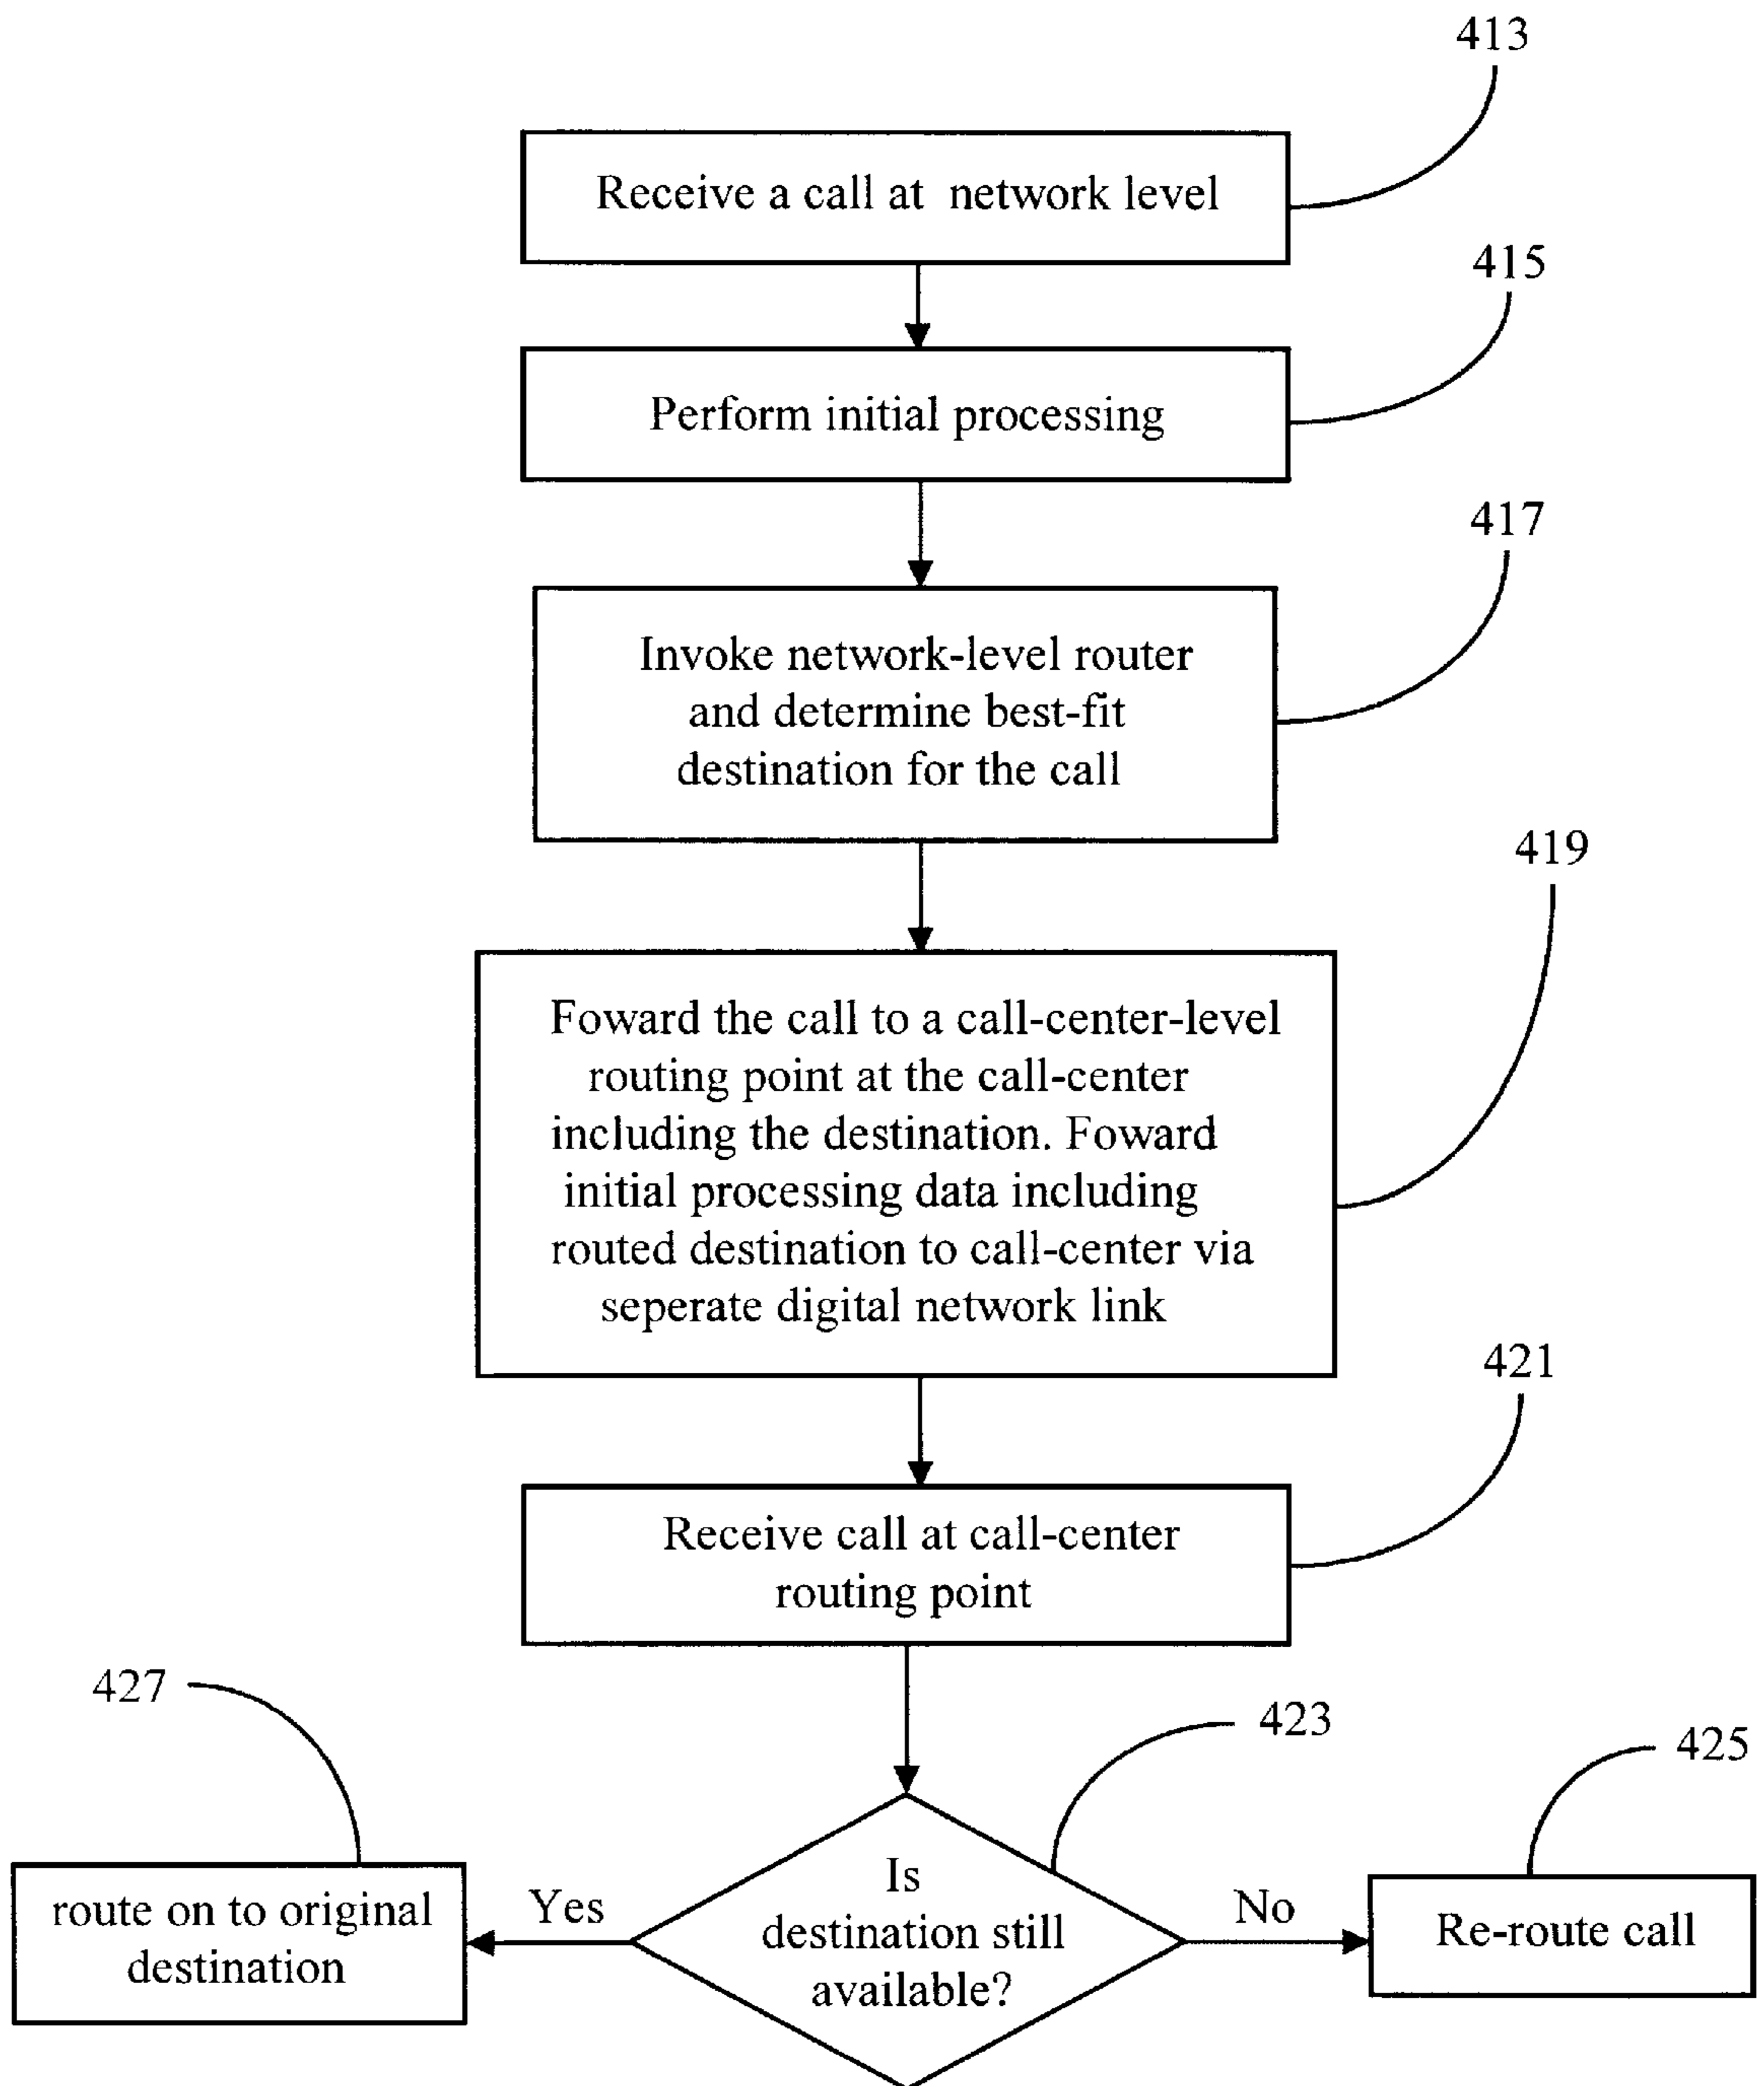 413
Receive a call at network level
415
Perform initial processing
417
Invoke network-level router
and determine best-fit
destination for the call
419
Foward the call to a call-center-level
routing point at the call-center
including the destination. Foward
initial processing data including
routed destination to call-center via
seperate digital network link
421
Receive call at call-center
routing point
427
423
425
Is
destination still
available?
Yes
No
route on to original
destination
Re-route call